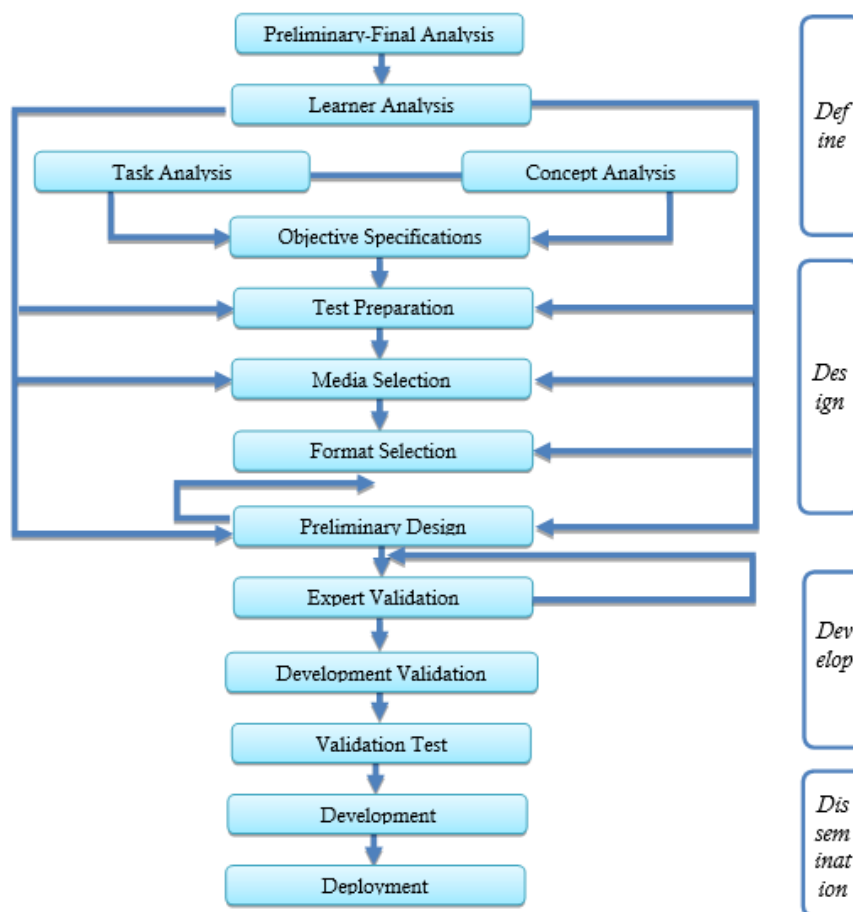 Preliminary-Final Analysis
Learner Analysis
Task Analysis
Concept Analysis
Objective Specifications
Test Preparation
Media Selection
Format Selection
Preliminary Design
Expert Validation
Development Validation
Validation Test
Development
Deployment
Def
ine
Des
ign
Dev
elop
Dis
sem
inat
ion